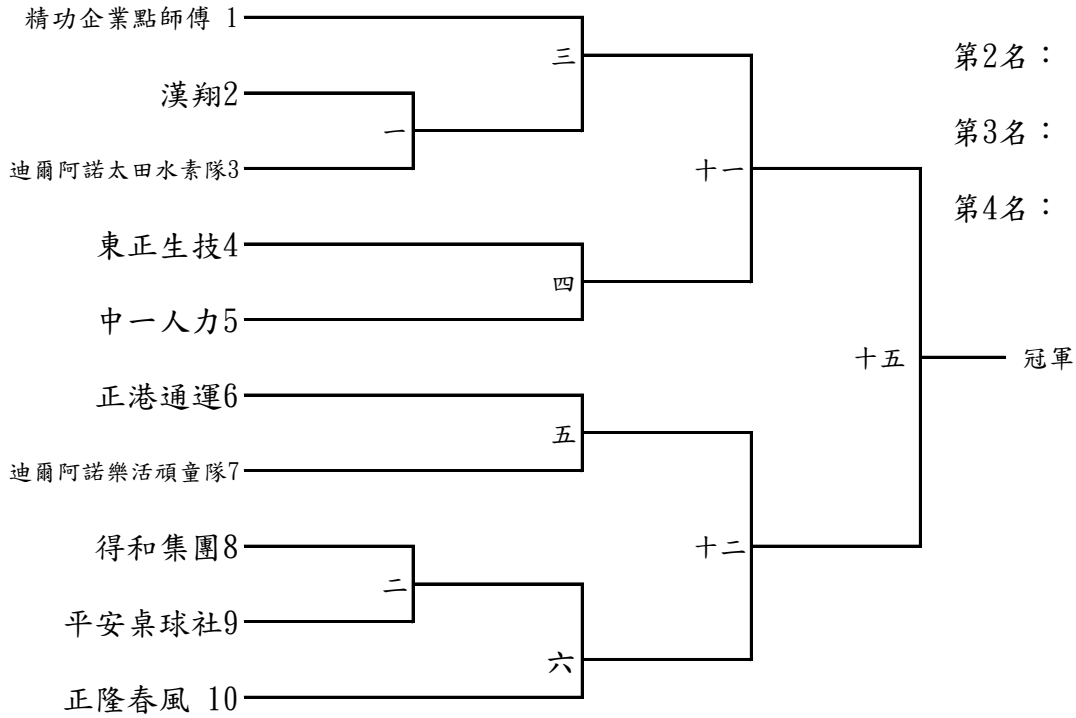 精功企業點師傅 1
三
第2名：
漢翔2
一
第3名：
迪爾阿諾太田水素隊3
十一
第4名：
東正生技4
四
中一人力5
十五
冠軍
正港通運6
五
迪爾阿諾樂活頑童隊7
得和集團8
十二
二
平安桌球社9
六
正隆春風 10